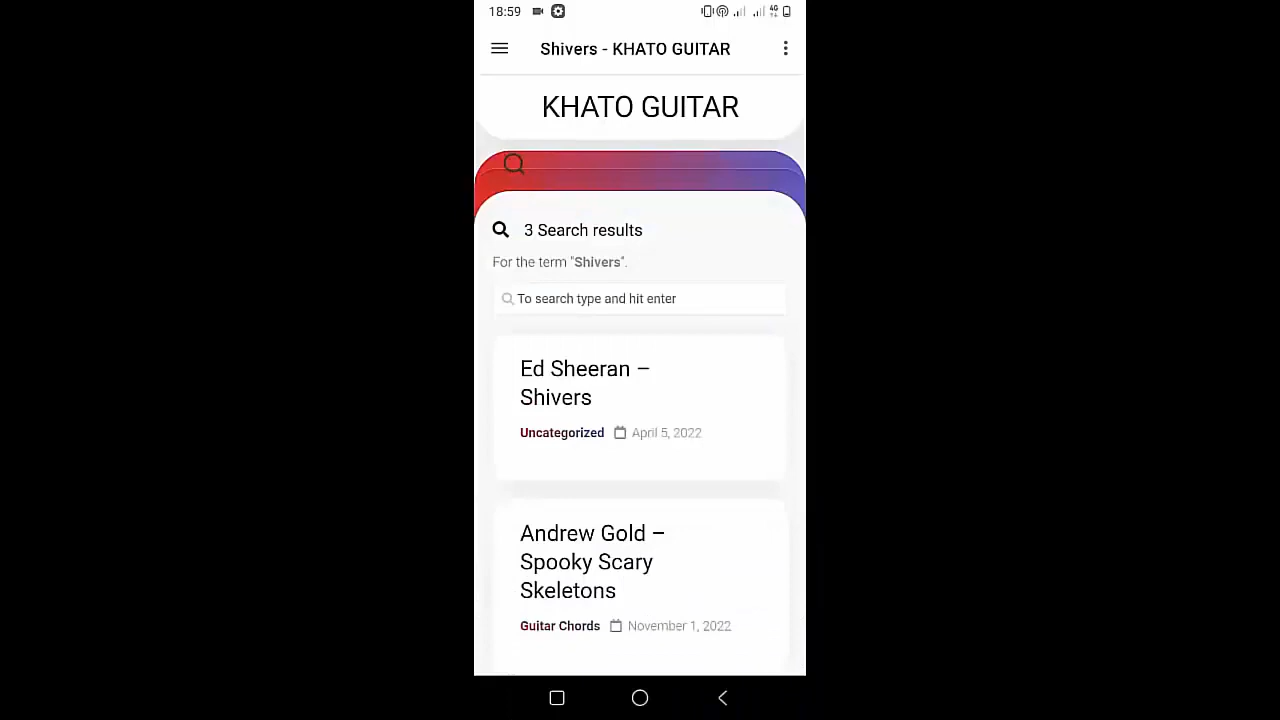 18:59
4G
Shivers - KHATO GUITAR
KHATO GUITAR
3 Search results
For the term "Shivers".
To search type and hit enter
Ed Sheeran –
Shivers
Uncategorized April 5, 2022
Andrew Gold –
Spooky Scary
Skeletons
Guitar Chords November 1, 2022